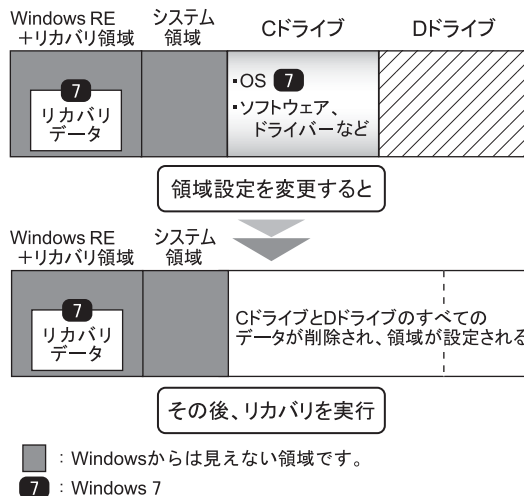 Windows RE
+リカバリ領域
システム
領域
Cドライブ
Dドライブ
7
リカバリ
データ
・OS 7
・ソフトウェア、
ドライバーなど
領域設定を変更すると
Windows RE
+リカバリ領域
システム
領域
7
リカバリ
データ
CドライブとDドライブのすべての
データが削除され、領域が設定される
その後、リカバリを実行
:Windowsからは見えない領域です。
7 :Windows 7